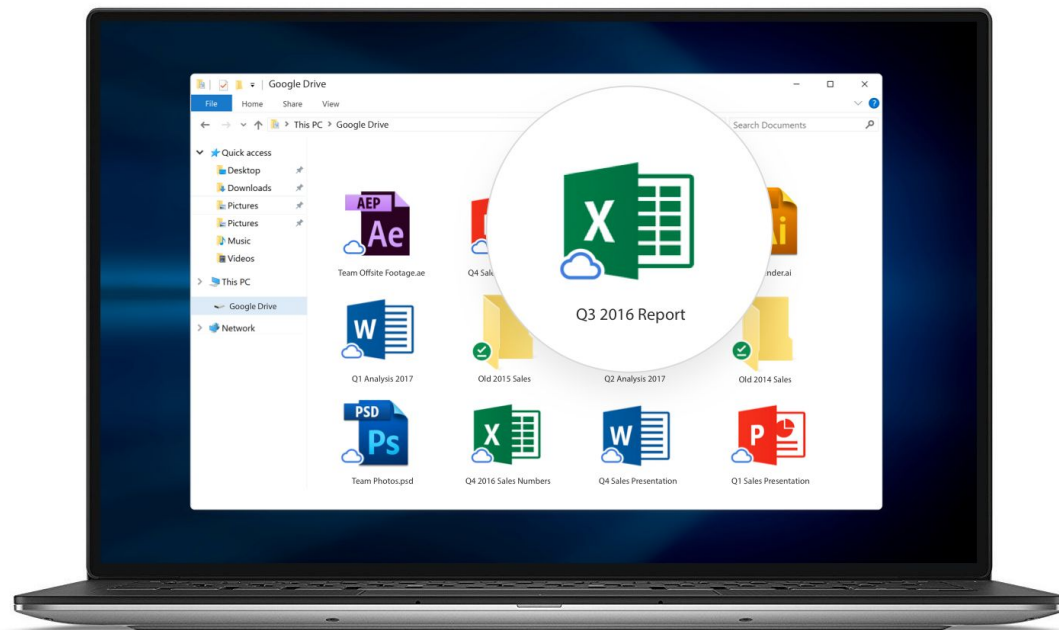 Google Drive
File Home Share View
This PC > Google Drive
Search Documents
Quick access
Desktop
Downloads
Pictures
Pictures
Music
Videos
This PC
Google Drive
Network
AEP
Ae
Team Offsite Footage.ae
Q4
X
Q3 2016 Report
W
Q1 Analysis 2017
Old 2015 Sales
Q2 Analysis 2017
Old 2014 Sales
PSD
Ps
Team Photos.psd
X
Q4 2016 Sales Numbers
W
Q4 Sales Presentation
P
Q1 Sales Presentation